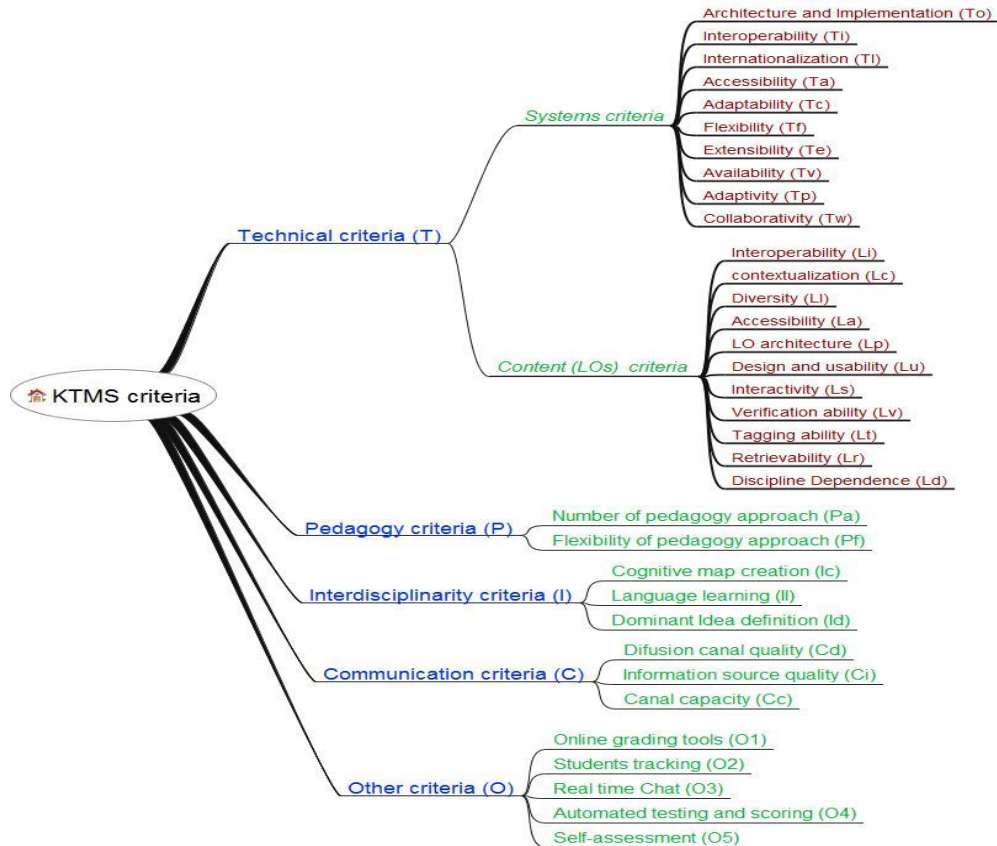 KTMS criteria
Technical criteria (T)
Systems criteria
Architecture and Implementation (To)
Interoperability (Ti)
Internationalization (Tl)
Accessibility (Ta)
Adaptability (Tc)
Flexibility (Tf)
Extensibility (Te)
Availability (Tv)
Adaptivity (Tp)
Collaborativity (Tw)
Content (LOs) criteria
Interoperability (Li)
contextualization (Lc)
Diversity (Ll)
Accessibility (La)
LO architecture (Lp)
Design and usability (Lu)
Interactivity (Ls)
Verification ability (Lv)
Tagging ability (Lt)
Retrievability (Lr)
Discipline Dependence (Ld)
Pedagogy criteria (P)
Number of pedagogy approach (Pa)
Flexibility of pedagogy approach (Pf)
Interdisciplinarity criteria (I)
Cognitive map creation (Ic)
Language learning (Il)
Dominant Idea definition (Id)
Communication criteria (C)
Difusion canal quality (Cd)
Information source quality (Ci)
Canal capacity (Cc)
Other criteria (O)
Online grading tools (O1)
Students tracking (O2)
Real time Chat (O3)
Automated testing and scoring (O4)
Self-assessment (O5)